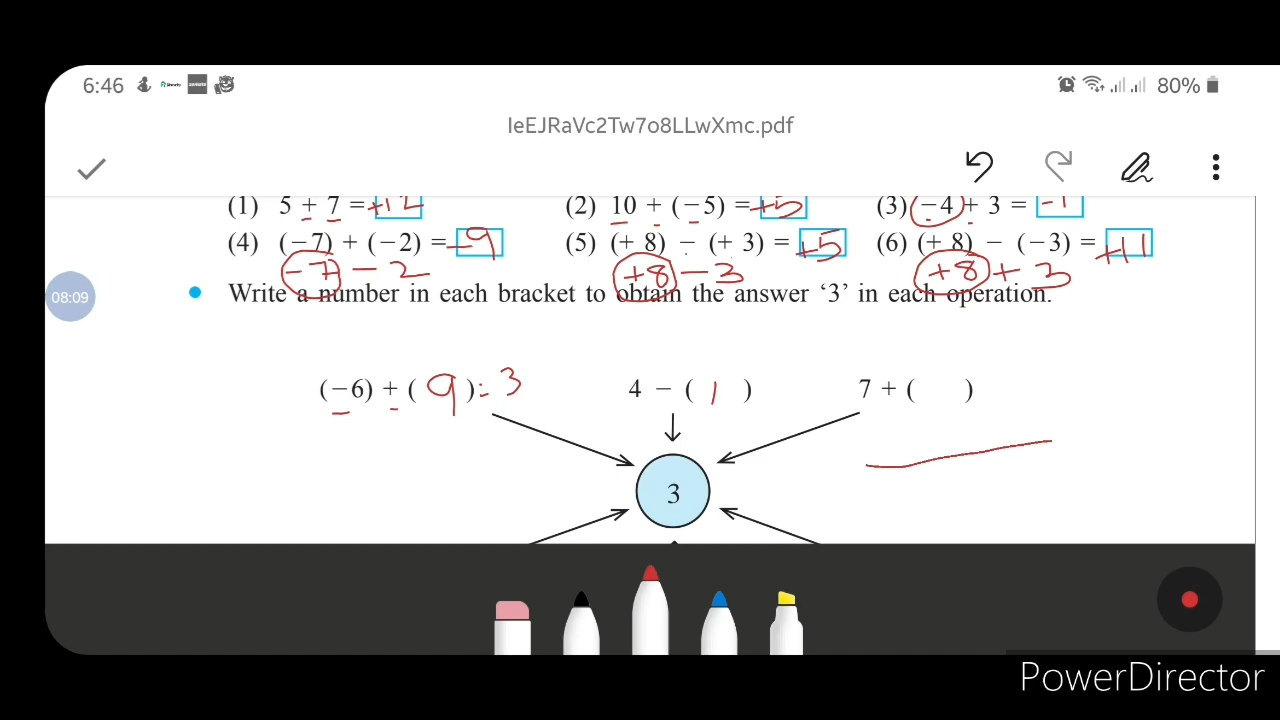 6:46 80%
IeEJRaVc2Tw7o8LLwXmc.pdf
(1) 5 + 7 = +12 (2) 10 + (−5) = +5 (3) −4 + 3 = -1
(4) (−7) + (−2) = -9 (5) (+ 8) − (+ 3) = +5 (6) (+ 8) − (−3) = +11
-7 - 2 +8 - 3 +8 + 3
08:09
• Write a number in each bracket to obtain the answer ‘3’ in each operation.
(−6) + ( 9 ) = 3 4 − ( 1 ) 7 + ( )
3
PowerDirector